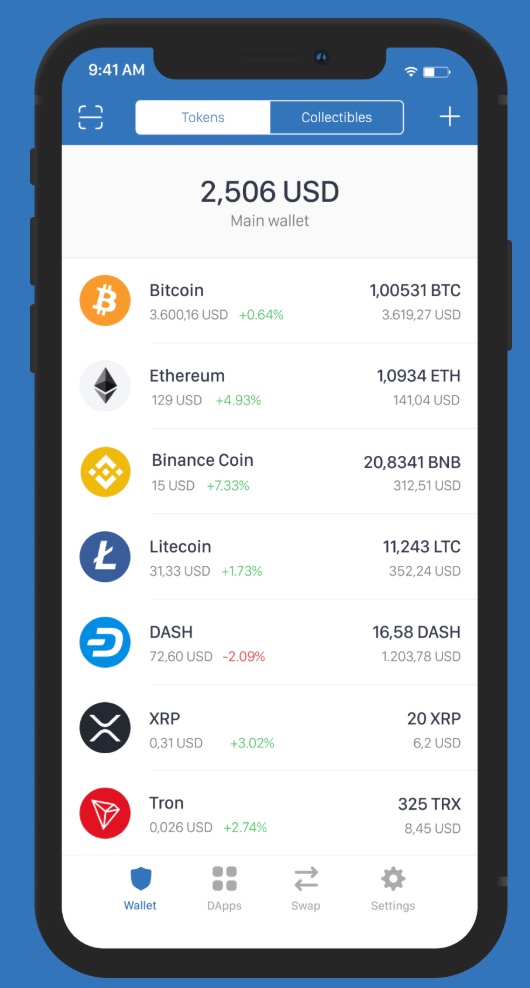 9:41 AM
Tokens Collectibles
2,506 USD
Main wallet
Bitcoin 1,00531 BTC
3.600,16 USD +0.64% 3.619,27 USD
Ethereum 1,0934 ETH
129 USD +4.93% 141,04 USD
Binance Coin 20,8341 BNB
15 USD +7.33% 312,51 USD
Litecoin 11,243 LTC
31,33 USD +1.73% 352,24 USD
DASH 16,58 DASH
72,60 USD -2.09% 1.203,78 USD
XRP 20 XRP
0,31 USD +3.02% 6,2 USD
Tron 325 TRX
0,026 USD +2.74% 8,45 USD
Wallet DApps Swap Settings